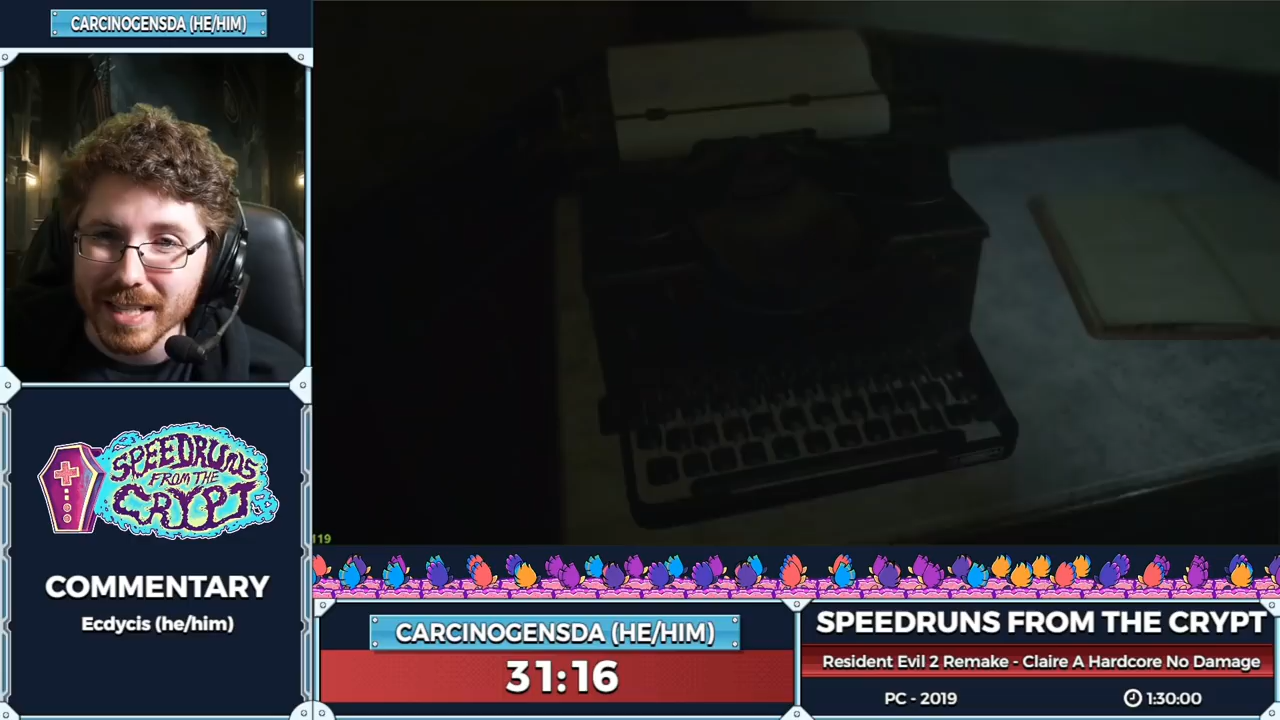 CARCINOGENSDA (HE/HIM)
SPEEDRUNS
FROM THE
CRYPT
COMMENTARY
Ecdycis (he/him)
119
CARCINOGENSDA (HE/HIM)
31:16
SPEEDRUNS FROM THE CRYPT
Resident Evil 2 Remake - Claire A Hardcore No Damage
PC - 2019
1:30:00